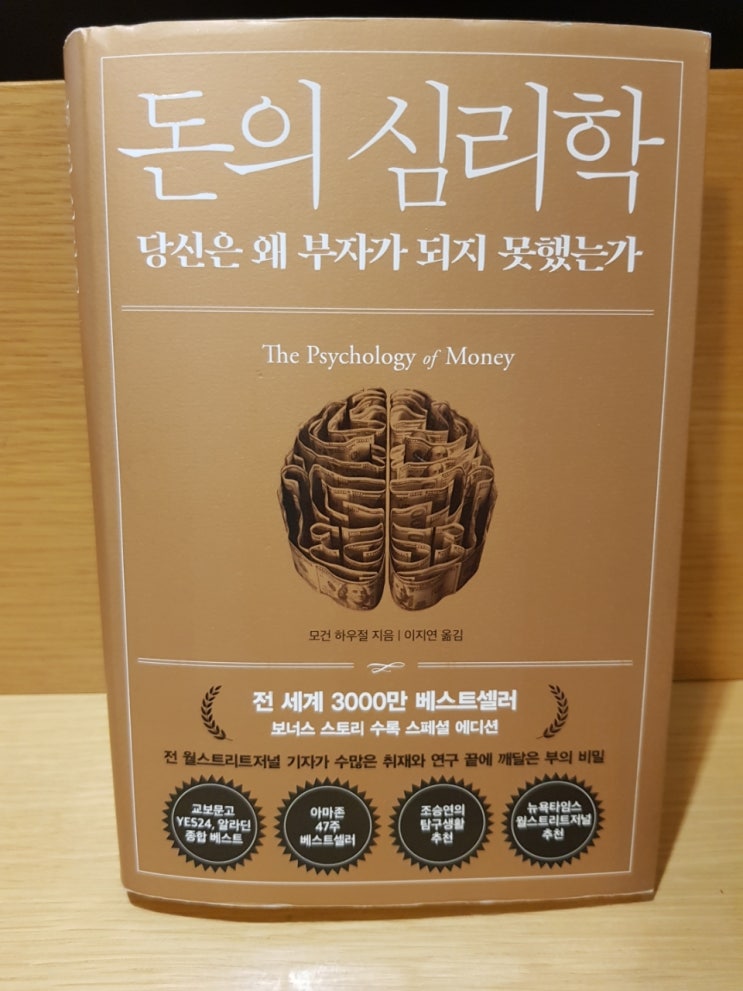 돈의 심리학
당신은 왜 부자가 되지 못했는가
The Psychology of Money
모건 하우절 지음 | 이지연 옮김
전 세계 3000만 베스트셀러
보너스 스토리 수록 스페셜 에디션
전 월스트리트저널 기자가 수많은 취재와 연구 끝에 깨달은 부의 비밀
교보문고
YES24, 알라딘
종합 베스트
아마존
47주
베스트셀러
조승연의
탐구생활
추천
뉴욕타임스
월스트리트저널
추천